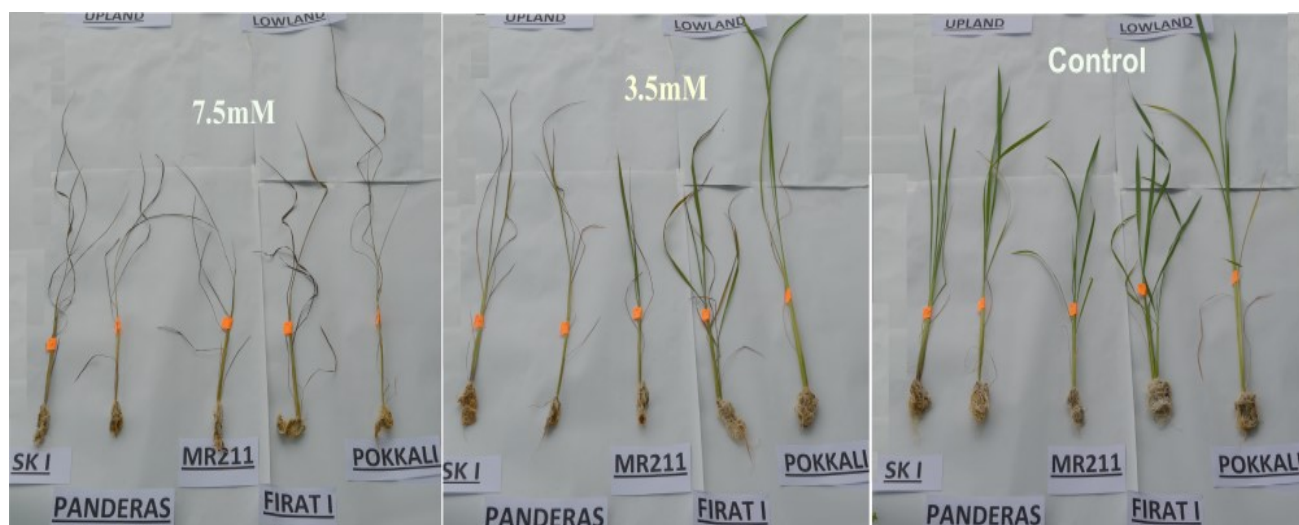 UPLAND LOWLAND
7.5mM
SK I MR211 POKKALI
PANDERAS FIRAT I
UPLAND LOWLAND
3.5mM
SK I MR211 POKKALI
PANDERAS FIRAT I
UPLAND LOWLAND
Control
SK I MR211 POKKALI
PANDERAS FIRAT I